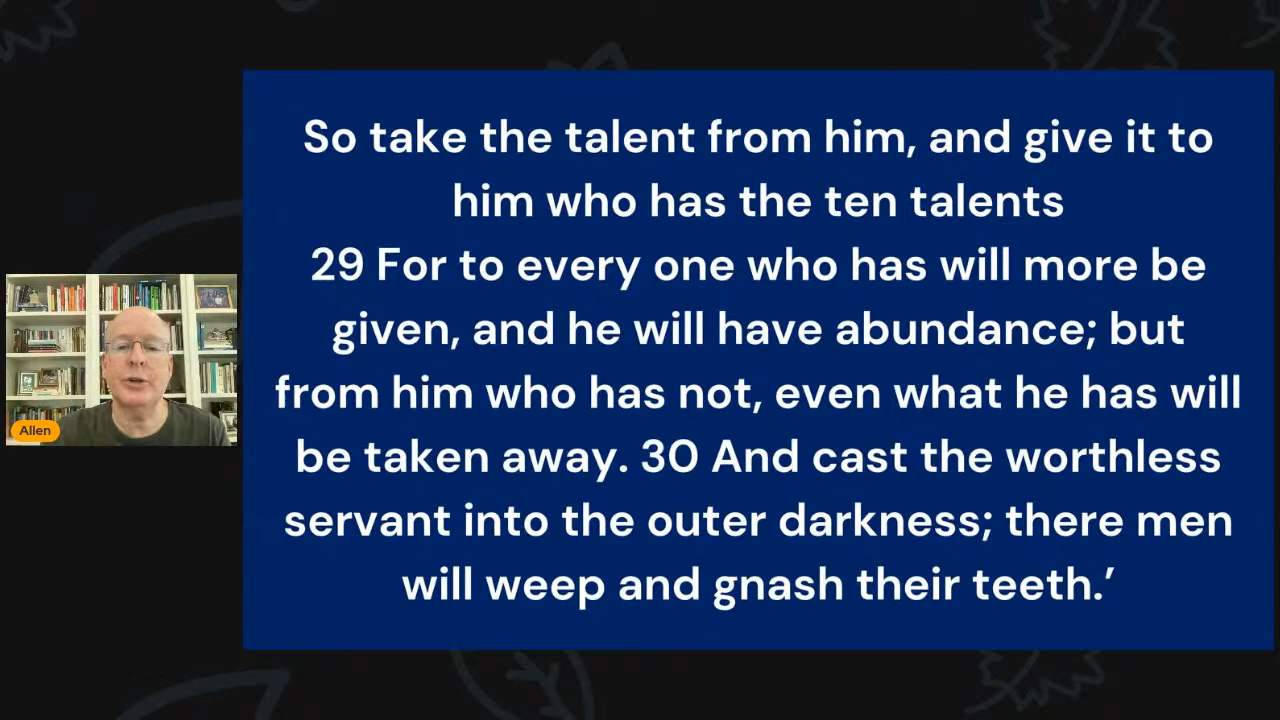 So take the talent from him, and give it to
him who has the ten talents
29 For to every one who has will more be
given, and he will have abundance; but
from him who has not, even what he has will
be taken away. 30 And cast the worthless
servant into the outer darkness; there men
will weep and gnash their teeth.’
Allen